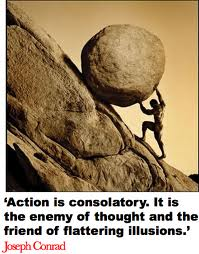 ‘Action is consolatory. It is
the enemy of thought and the
friend of flattering illusions.’
Joseph Conrad